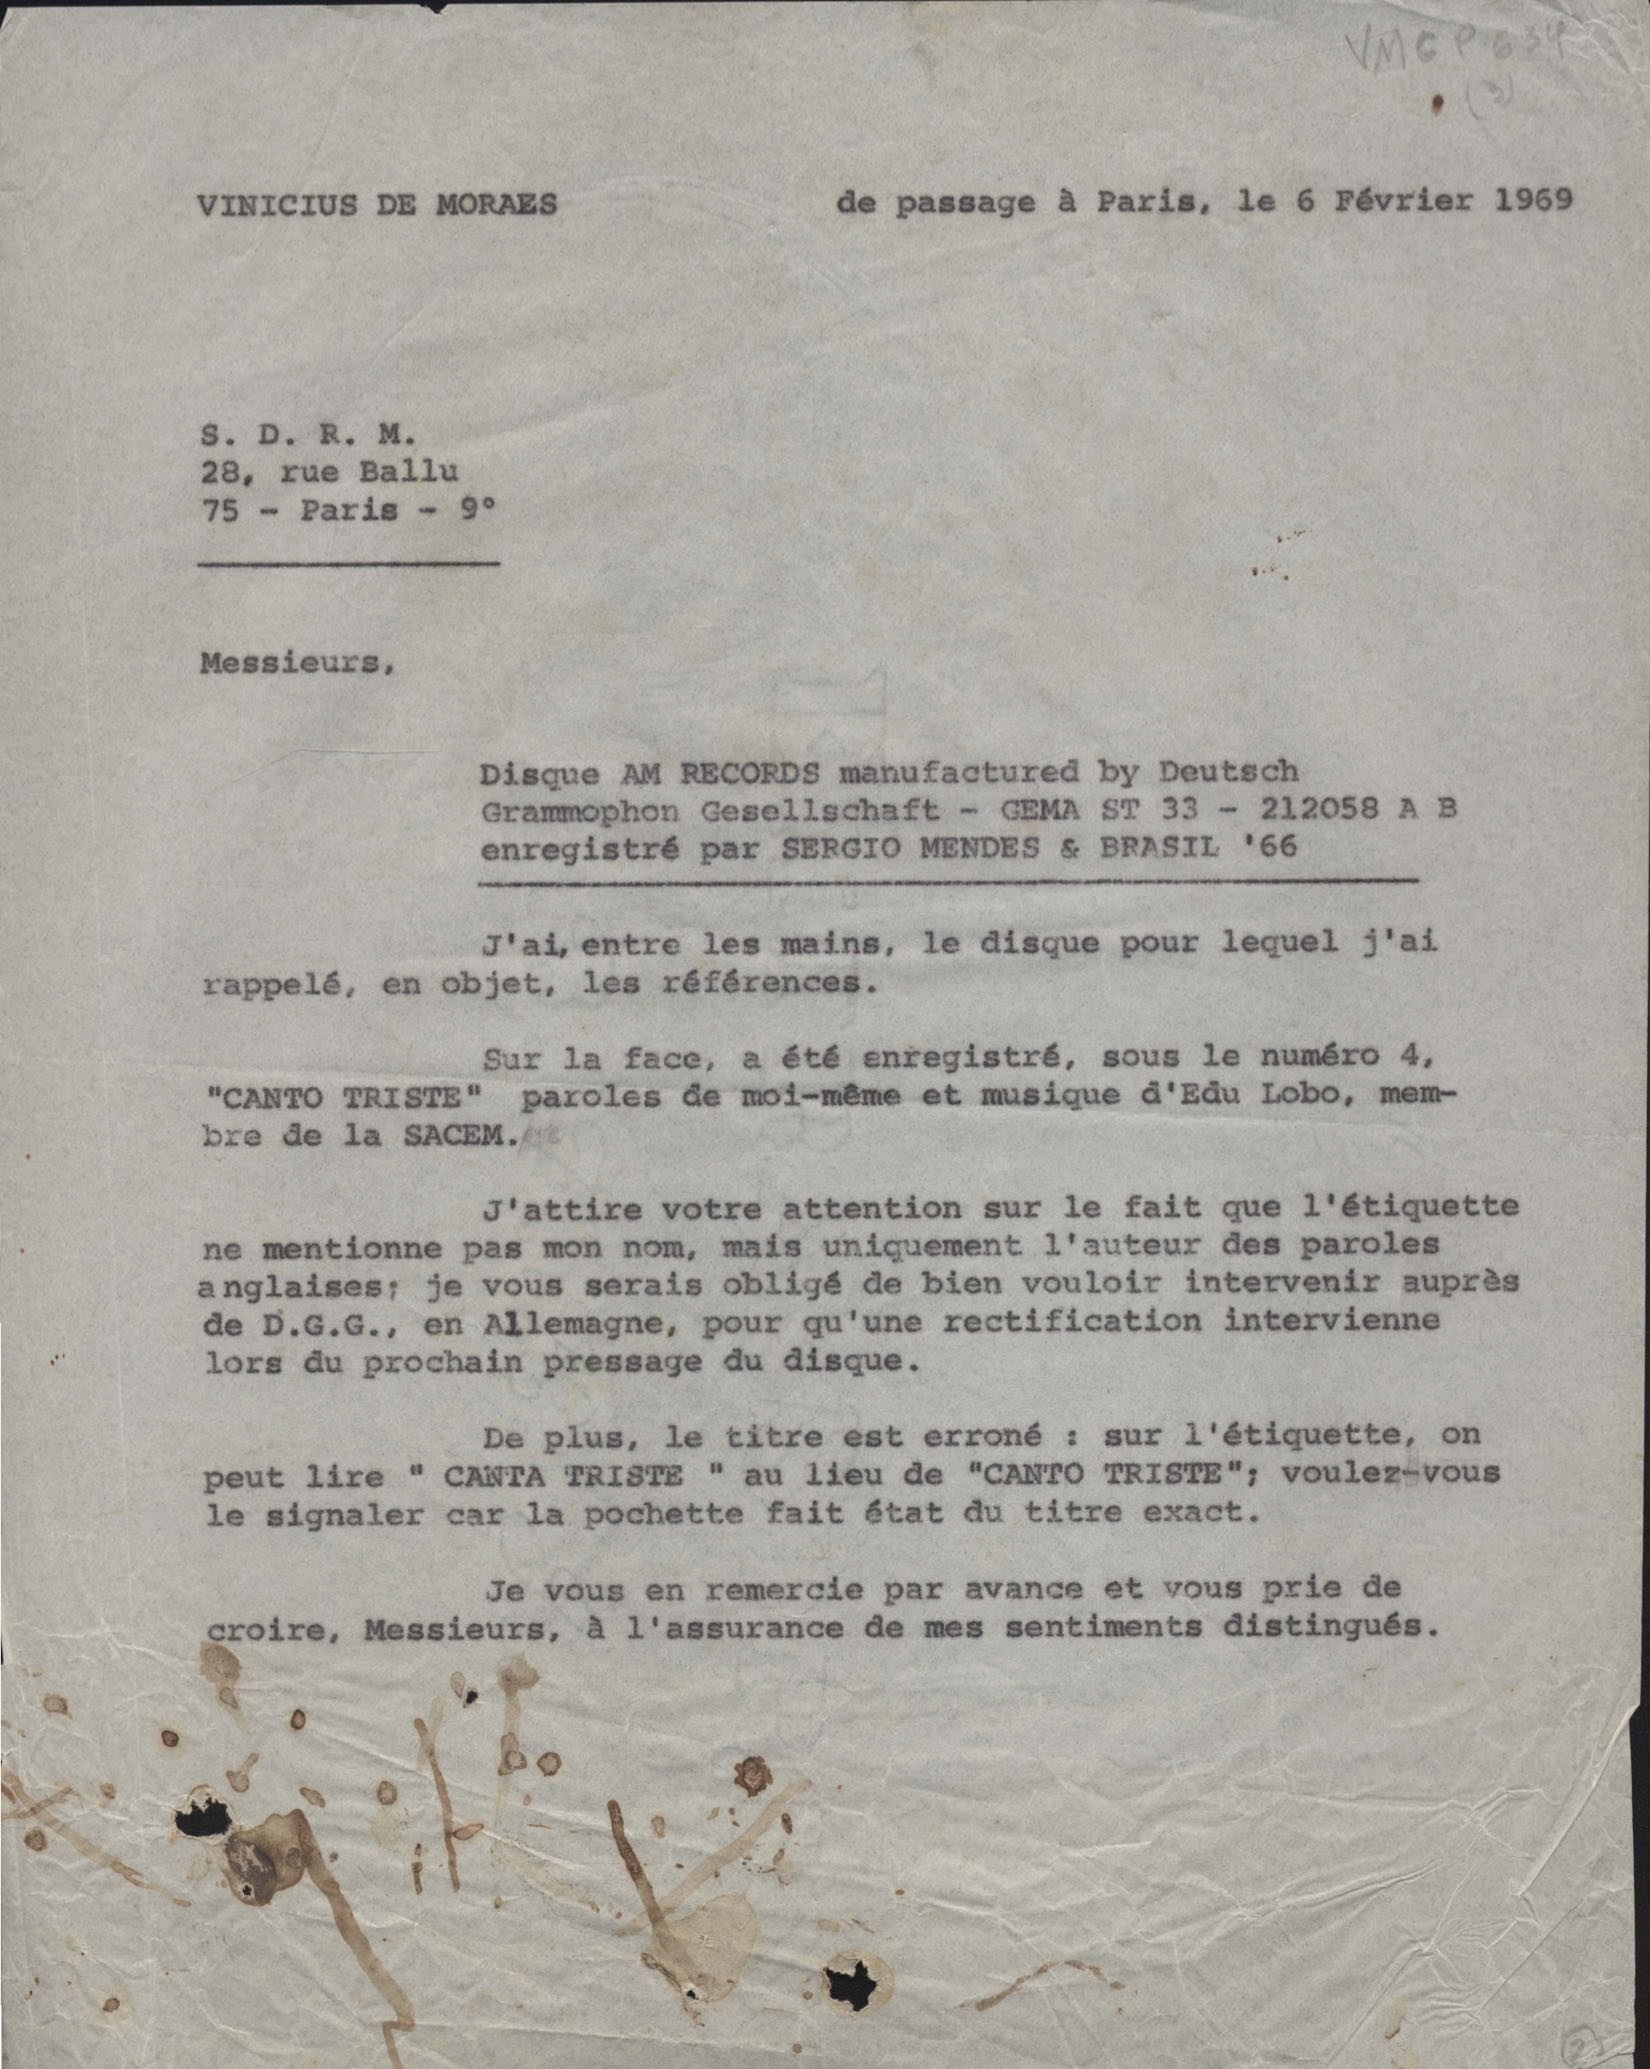 VMGP 634
(3)
VINICIUS DE MORAES de passage à Paris, le 6 Février 1969
S. D. R. M.
28, rue Ballu
75 - Paris - 9°
Messieurs,
Disque AM RECORDS manufactured by Deutsch
Grammophon Gesellschaft - GEMA ST 33 - 212058 A B
enregistré par SERGIO MENDES & BRASIL '66
J'ai, entre les mains, le disque pour lequel j'ai
rappelé, en objet, les références.
Sur la face, a été enregistré, sous le numéro 4,
"CANTO TRISTE" paroles de moi-même et musique d'Edu Lobo, mem-
bre de la SACEM.
J'attire votre attention sur le fait que l'étiquette
ne mentionne pas mon nom, mais uniquement l'auteur des paroles
anglaises; je vous serais obligé de bien vouloir intervenir auprès
de D.G.G., en Allemagne, pour qu'une rectification intervienne
lors du prochain pressage du disque.
De plus, le titre est erroné : sur l'étiquette, on
peut lire " CANTA TRISTE " au lieu de "CANTO TRISTE"; voulez-vous
le signaler car la pochette fait état du titre exact.
Je vous en remercie par avance et vous prie de
croire, Messieurs, à l'assurance de mes sentiments distingués.
(2)